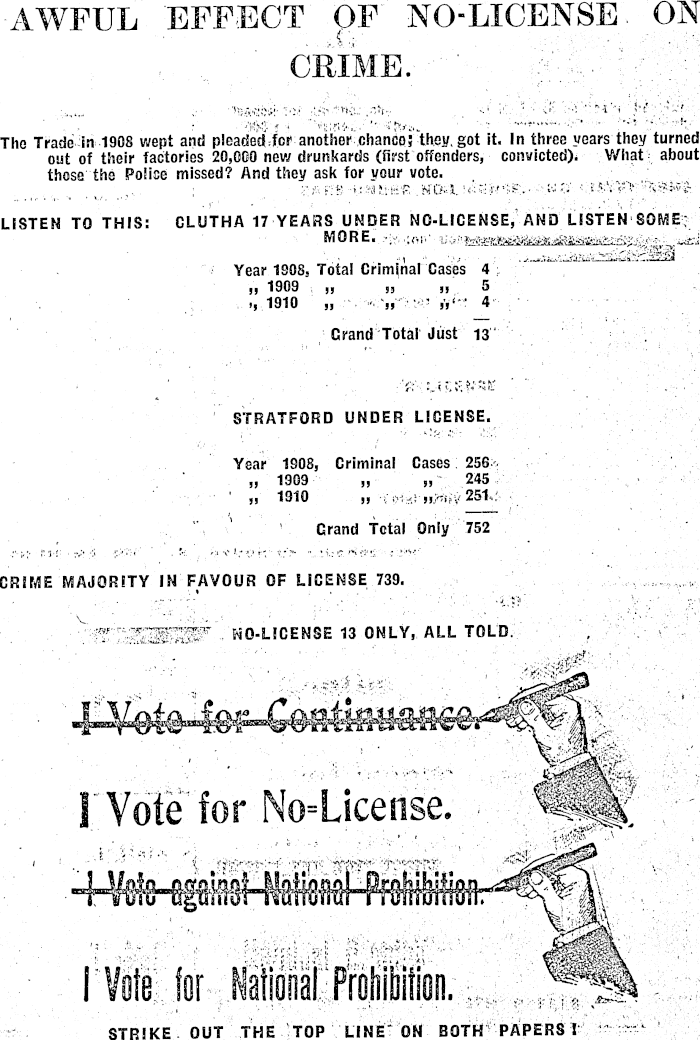 AWFUL EFFECT OF NO-LICENSE ON
CRIME.
The Trade in 1908 wept and pleaded for another chance; they got it. In three years they turned
out of their factories 20,000 new drunkards (first offenders, convicted). What about
those the Police missed? And they ask for your vote.
LISTEN TO THIS: CLUTHA 17 YEARS UNDER NO-LICENSE, AND LISTEN SOME
MORE.
Year 1908, Total Criminal Cases 4
„ 1909 „ „ „ 5
„ 1910 „ „ „ 4
Grand Total Just 13
STRATFORD UNDER LICENSE.
Year 1908, Criminal Cases 256
„ 1909 „ „ 245
„ 1910 „ „ 251
Grand Total Only 752
CRIME MAJORITY IN FAVOUR OF LICENSE 739.
NO-LICENSE 13 ONLY, ALL TOLD.
I Vote for Continuance.
I Vote for No=License.
I Vote against National Prohibition.
I Vote for National Prohibition.
STRIKE OUT THE TOP LINE ON BOTH PAPERS!